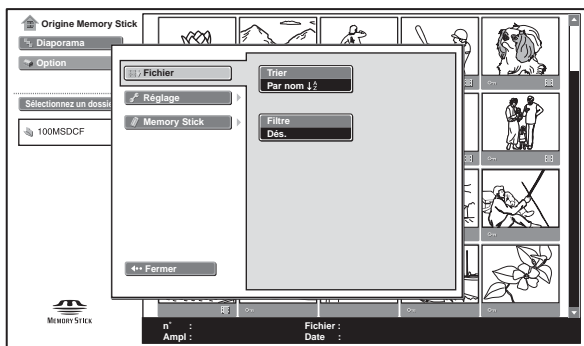 Origine Memory Stick
Diaporama
Option
Sélectionnez un dossie
100MSDCF
Fichier
Réglage
Memory Stick
Fermer
Trier
Par nom
Filtre
Dés.
MEMORY STICK
n° :
Ampl :
Fichier :
Date :